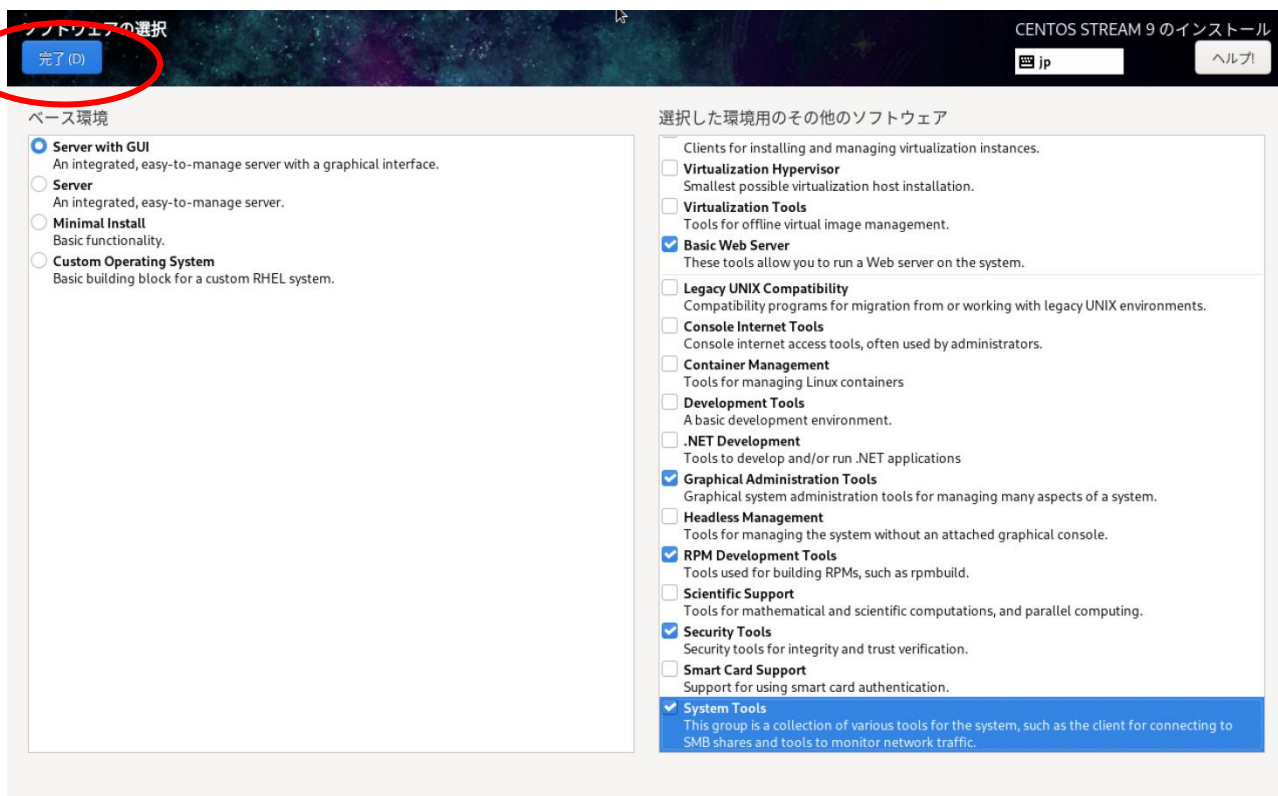 ソフトウェアの選択
完了(D)
CENTOS STREAM 9 のインストール
jp
ヘルプ!
ベース環境
Server with GUI
An integrated, easy-to-manage server with a graphical interface.
Server
An integrated, easy-to-manage server.
Minimal Install
Basic functionality.
Custom Operating System
Basic building block for a custom RHEL system.
選択した環境用のその他のソフトウェア
Clients for installing and managing virtualization instances.
Virtualization Hypervisor
Smallest possible virtualization host installation.
Virtualization Tools
Tools for offline virtual image management.
Basic Web Server
These tools allow you to run a Web server on the system.
Legacy UNIX Compatibility
Compatibility programs for migration from or working with legacy UNIX environments.
Console Internet Tools
Console internet access tools, often used by administrators.
Container Management
Tools for managing Linux containers
Development Tools
A basic development environment.
.NET Development
Tools to develop and/or run .NET applications
Graphical Administration Tools
Graphical system administration tools for managing many aspects of a system.
Headless Management
Tools for managing the system without an attached graphical console.
RPM Development Tools
Tools used for building RPMs, such as rpmbuild.
Scientific Support
Tools for mathematical and scientific computations, and parallel computing.
Security Tools
Security tools for integrity and trust verification.
Smart Card Support
Support for using smart card authentication.
System Tools
This group is a collection of various tools for the system, such as the client for connecting to
SMB shares and tools to monitor network traffic.